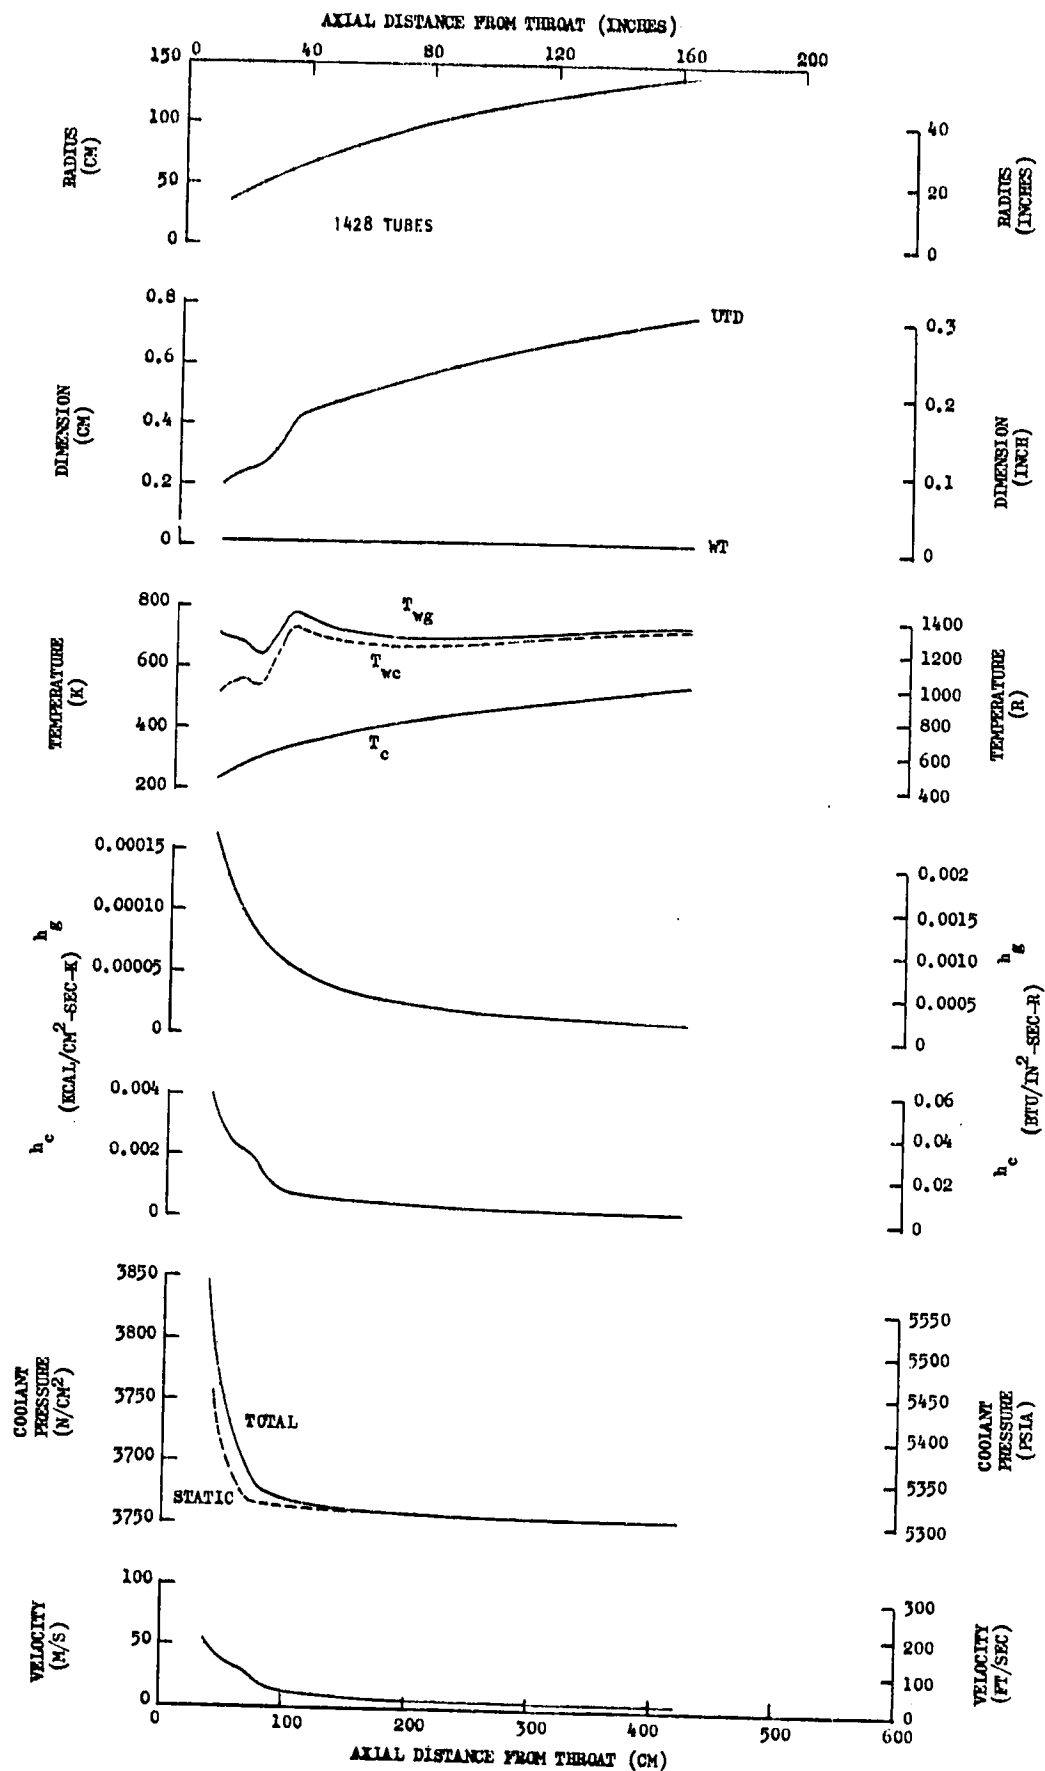 AXIAL DISTANCE FROM THROAT (INCHES)
0 40 80 120 160 200
150
100
50
0
RADIUS
(CM)
40
20
0
RADIUS
(INCHES)
1428 TUBES
0.8
0.6
0.4
0.2
0
DIMENSION
(CM)
UTD
WT
0.3
0.2
0.1
0
DIMENSION
(INCH)
800
600
400
200
TEMPERATURE
(K)
Twg
Twc
Tc
1400
1200
1000
800
600
400
TEMPERATURE
(R)
0.00015
0.00010
0.00005
0
hg
0.002
0.0015
0.0010
0.0005
0
hg
(KCAL/CM²-SEC-K)
(BTU/IN²-SEC-R)
0.004
0.002
0
hc
0.06
0.04
0.02
0
hc
3850
3800
3750
3700
3750
COOLANT
PRESSURE
(N/CM²)
TOTAL
STATIC
5550
5500
5450
5400
5350
5300
COOLANT
PRESSURE
(PSIA)
100
50
0
VELOCITY
(M/S)
300
200
100
0
VELOCITY
(FT/SEC)
0 100 200 300 400 500 600
AXIAL DISTANCE FROM THROAT (CM)